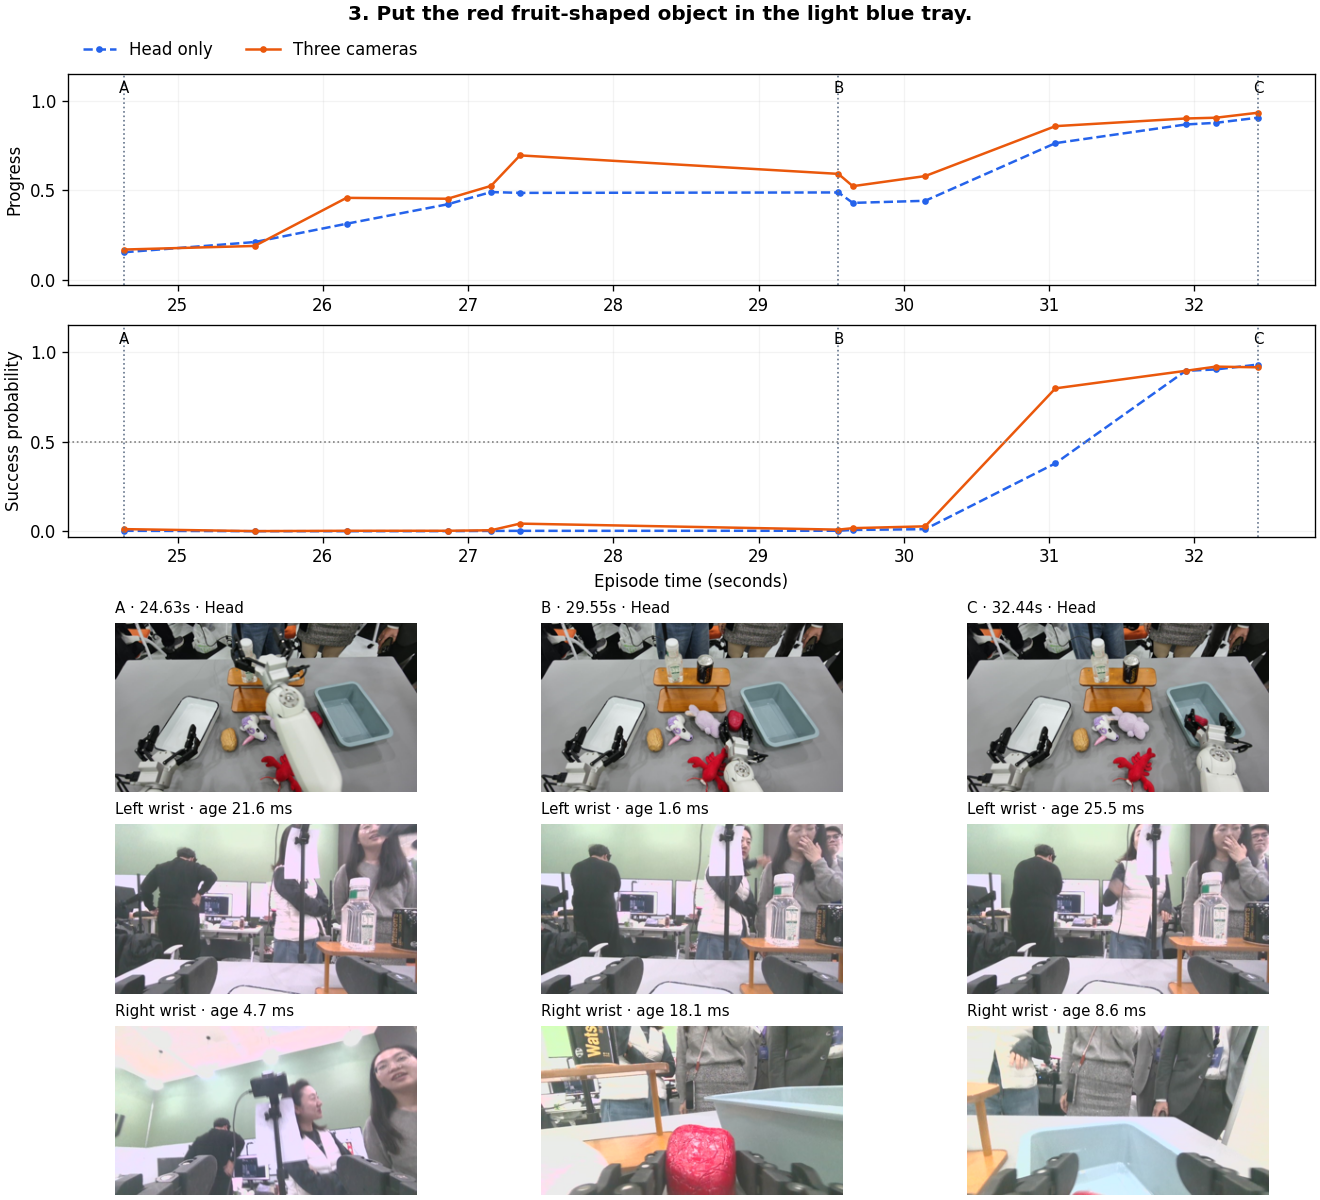 3. Put the red fruit-shaped object in the light blue tray.
Head only
Three cameras
A
B
C
Progress
1.0
0.5
0.0
25
26
27
28
29
30
31
32
A
B
C
Success probability
1.0
0.5
0.0
25
26
27
28
29
30
31
32
Episode time (seconds)
A · 24.63s · Head
B · 29.55s · Head
C · 32.44s · Head
Left wrist · age 21.6 ms
Left wrist · age 1.6 ms
Left wrist · age 25.5 ms
Right wrist · age 4.7 ms
Right wrist · age 18.1 ms
Right wrist · age 8.6 ms
Wats